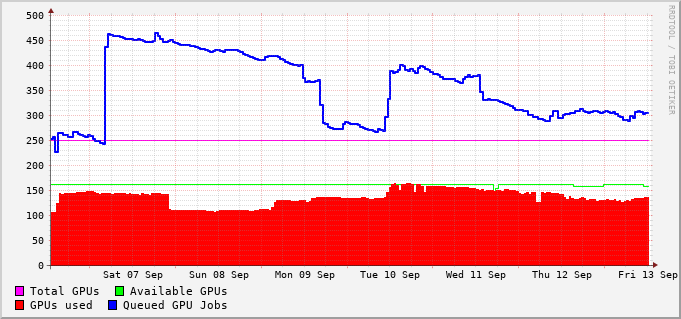 500
450
400
350
300
250
200
150
100
50
0
Sat 07 Sep Sun 08 Sep Mon 09 Sep Tue 10 Sep Wed 11 Sep Thu 12 Sep Fri 13 Sep
Total GPUs Available GPUs
GPUs used Queued GPU Jobs
RRDTOOL / TOBI OETIKER